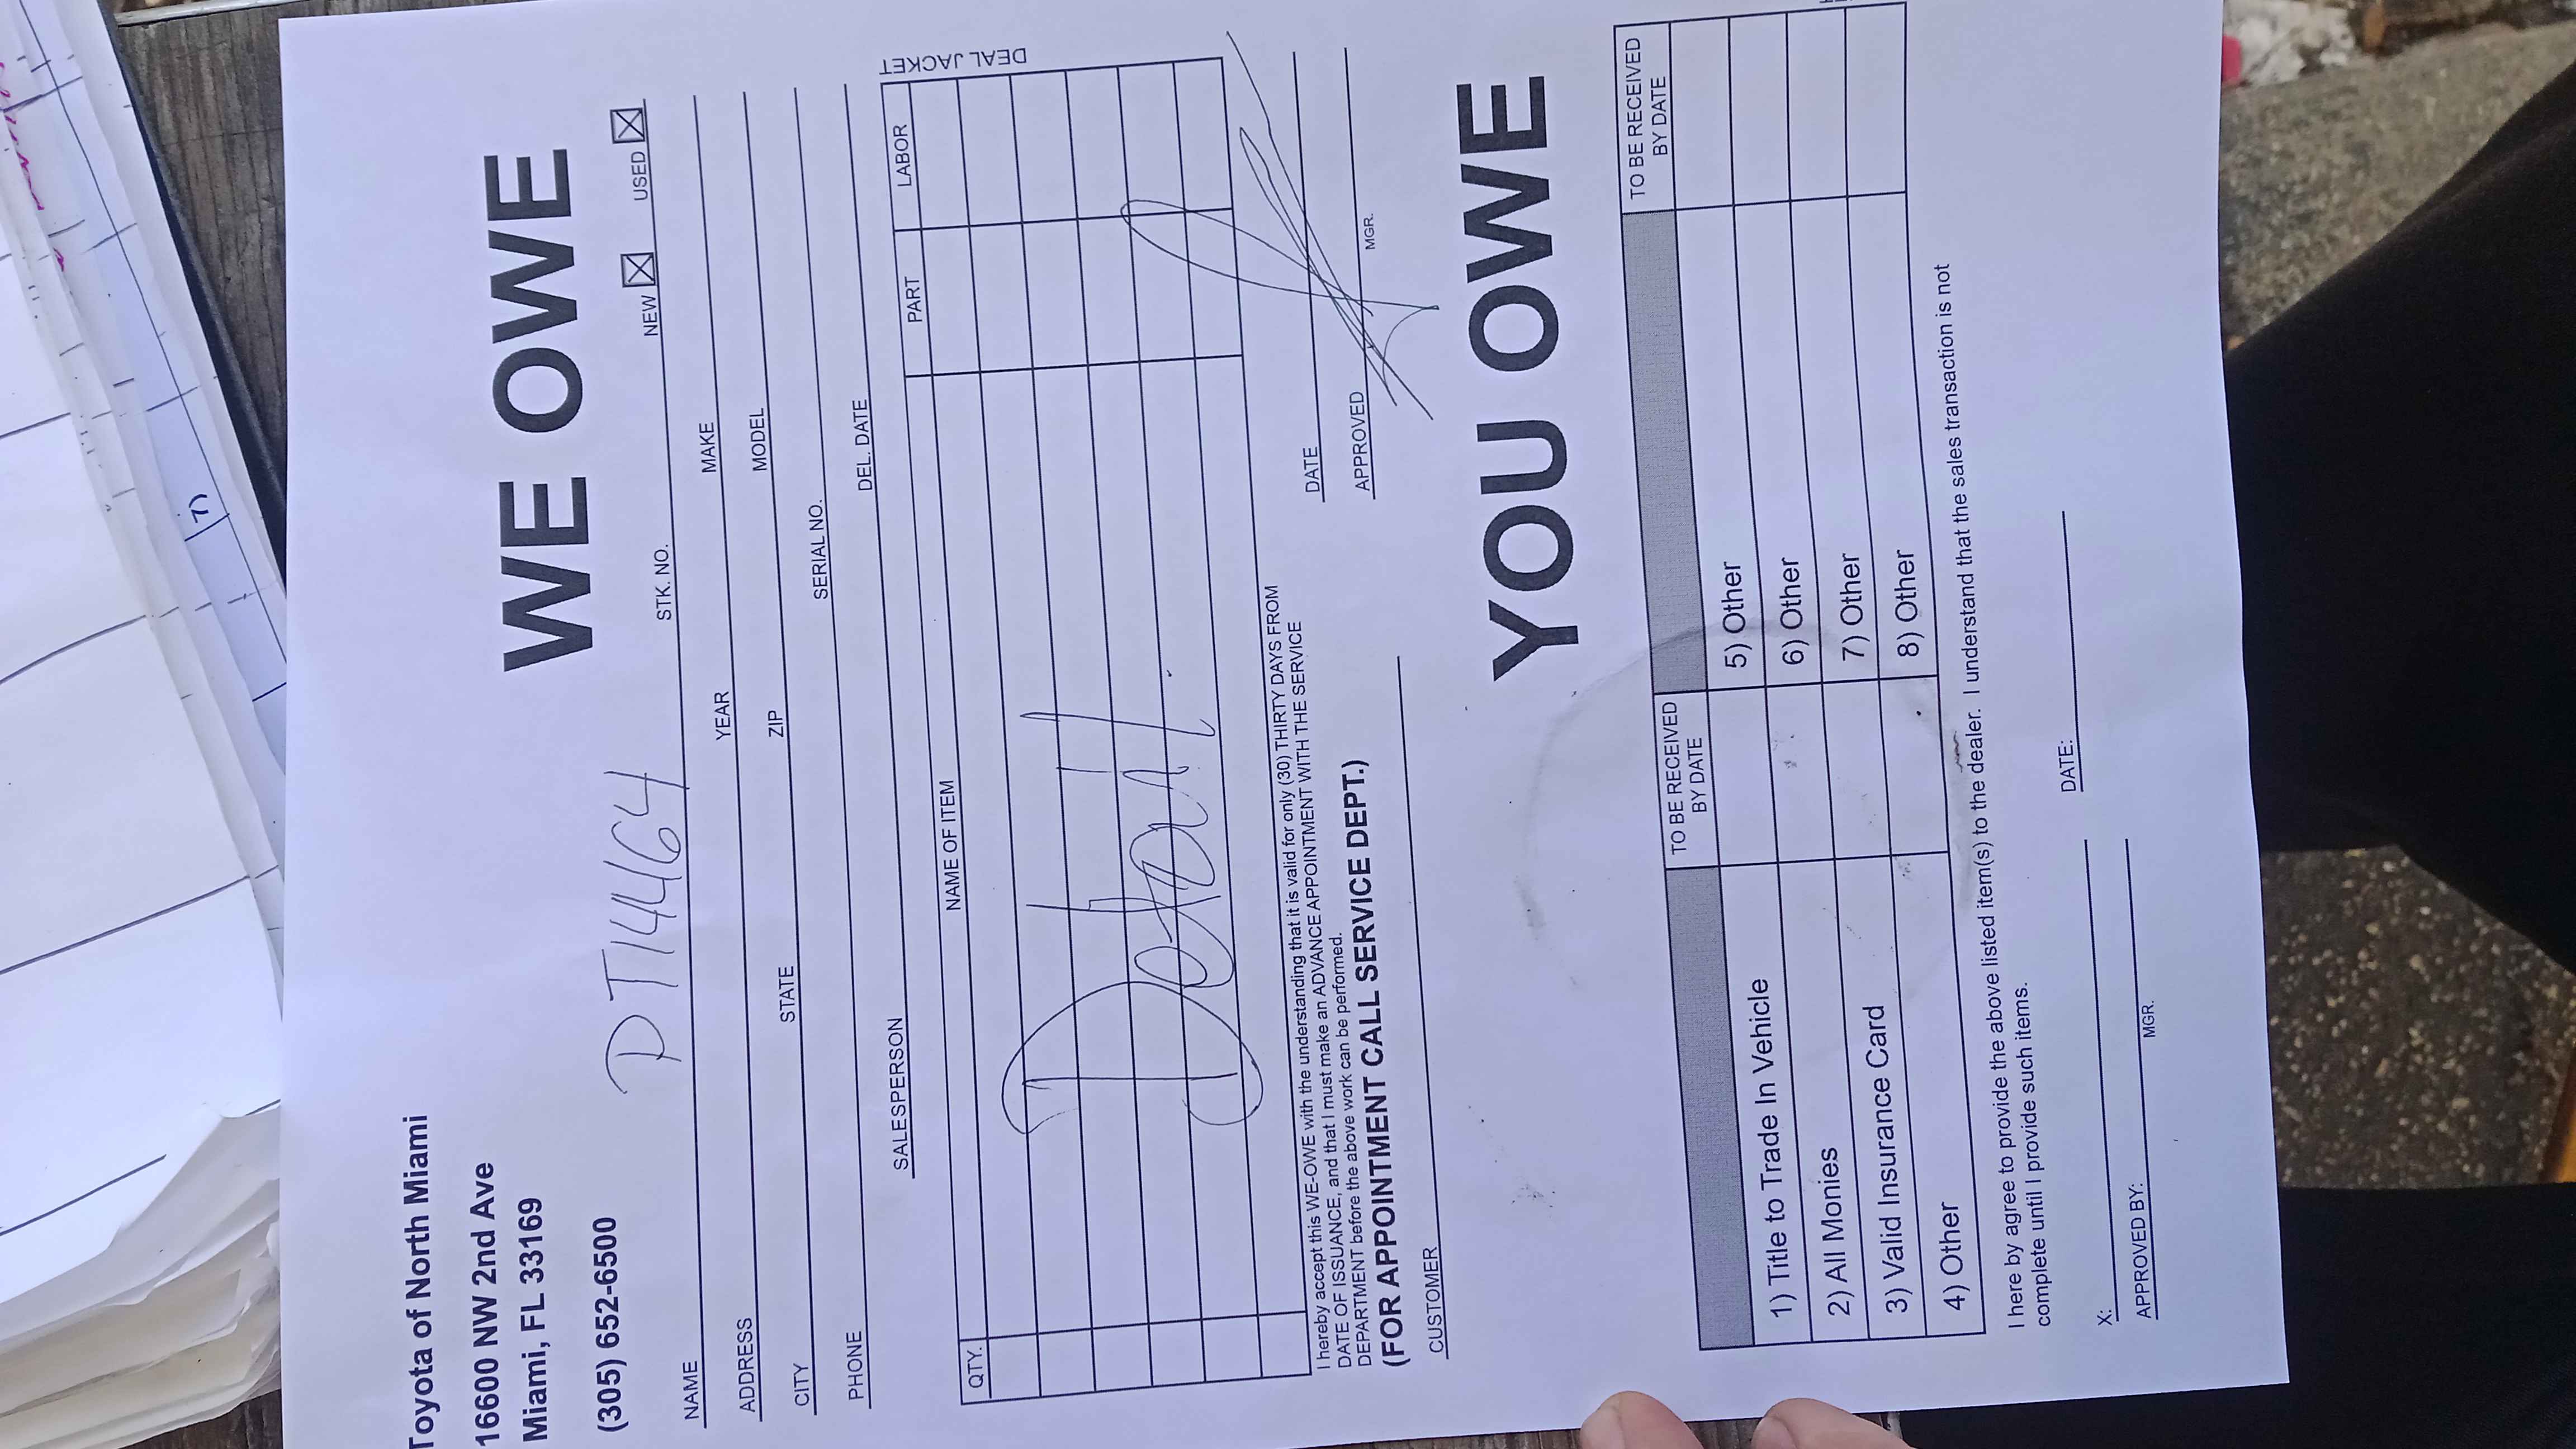 Toyota of North Miami
16600 NW 2nd Ave
Miami, FL 33169
(305) 652-6500
WE OWE
PT14464
NAME STK. NO. NEW ☒ USED ☒
ADDRESS YEAR MAKE
CITY STATE ZIP MODEL
PHONE SERIAL NO.
SALESPERSON DEL. DATE
DEAL JACKET
QTY. NAME OF ITEM PART LABOR
Detail
I hereby accept this WE-OWE with the understanding that it is valid for only (30) THIRTY DAYS FROM
DATE OF ISSUANCE, and that I must make an ADVANCE APPOINTMENT WITH THE SERVICE
DEPARTMENT before the above work can be performed.
(FOR APPOINTMENT CALL SERVICE DEPT.)
DATE
CUSTOMER APPROVED MGR.
YOU OWE
TO BE RECEIVED BY DATE TO BE RECEIVED BY DATE
1) Title to Trade In Vehicle 5) Other
2) All Monies 6) Other
3) Valid Insurance Card 7) Other
4) Other 8) Other
I here by agree to provide the above listed item(s) to the dealer. I understand that the sales transaction is not
complete until I provide such items.
X: DATE:
APPROVED BY: MGR.
7)